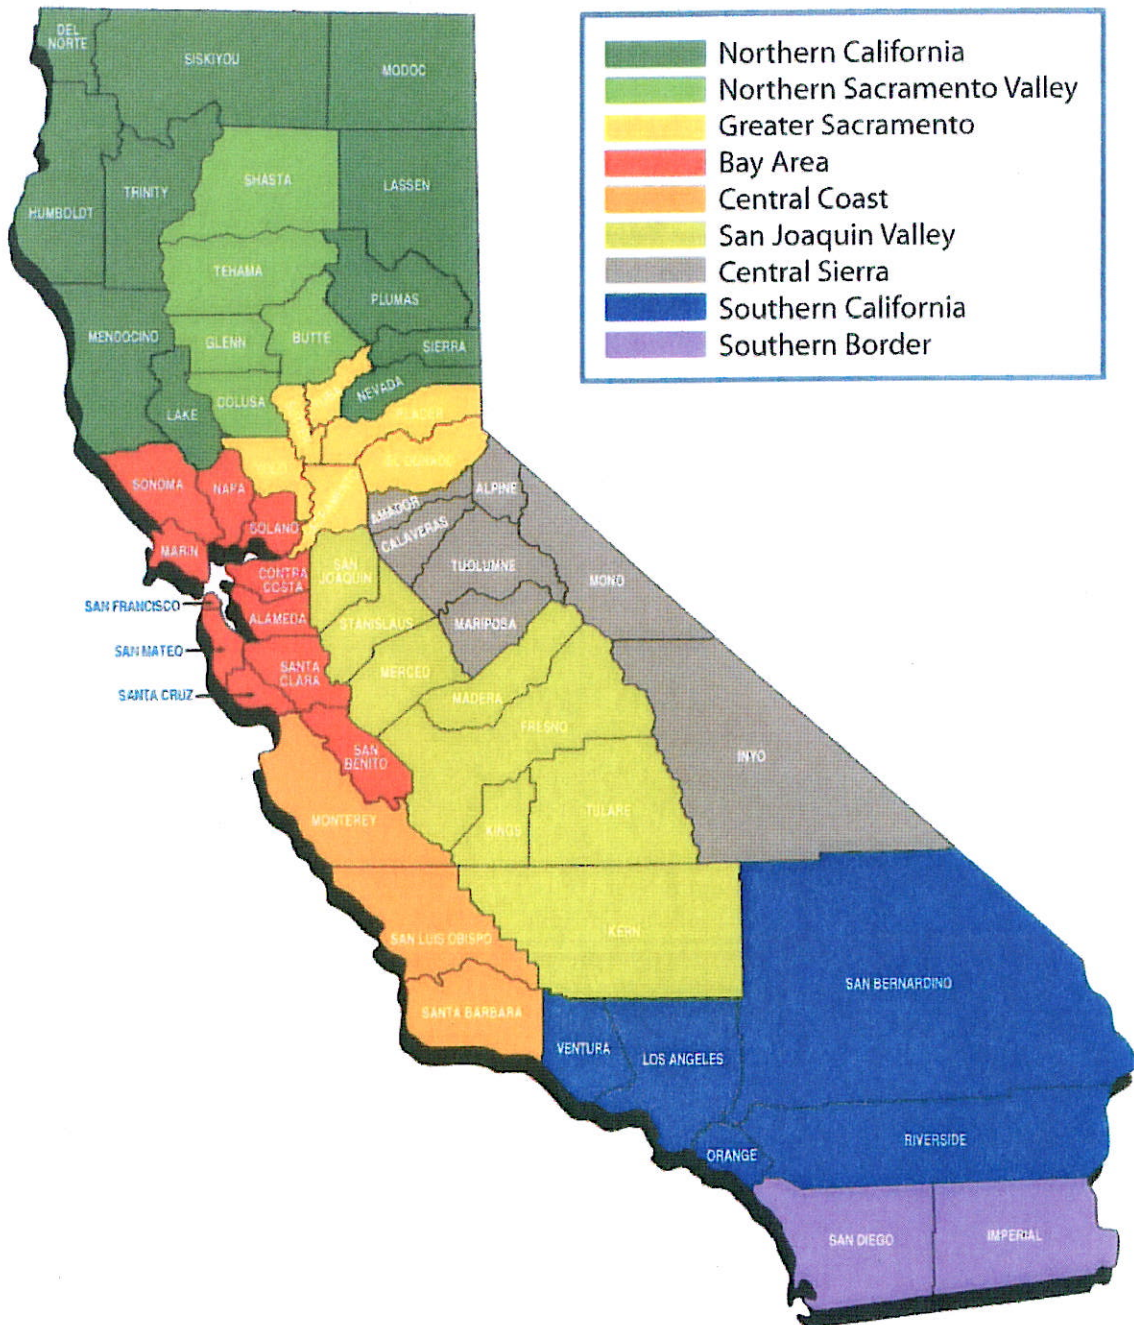 Northern California
Northern Sacramento Valley
Greater Sacramento
Bay Area
Central Coast
San Joaquin Valley
Central Sierra
Southern California
Southern Border
DEL
NORTE
SISKIYOU
MODOC
HUMBOLDT
TRINITY
SHASTA
LASSEN
TEHAMA
PLUMAS
MENDOCINO
GLENN
BUTTE
SIERRA
NEVADA
LAKE
COLUSA
PLACER
YOLO
EL DORADO
SONOMA
NAPA
SOLANO
AMADOR
ALPINE
CALAVERAS
MARIN
SAN
JOAQUIN
TUOLUMNE
MONO
CONTRA
COSTA
SAN FRANCISCO
ALAMEDA
STANISLAUS
MARIPOSA
SAN MATEO
SANTA
CLARA
MERCED
SANTA CRUZ
MADERA
FRESNO
SAN
BENITO
INYO
MONTEREY
KINGS
TULARE
SAN LUIS OBISPO
KERN
SAN BERNARDINO
SANTA BARBARA
VENTURA
LOS ANGELES
ORANGE
RIVERSIDE
SAN DIEGO
IMPERIAL